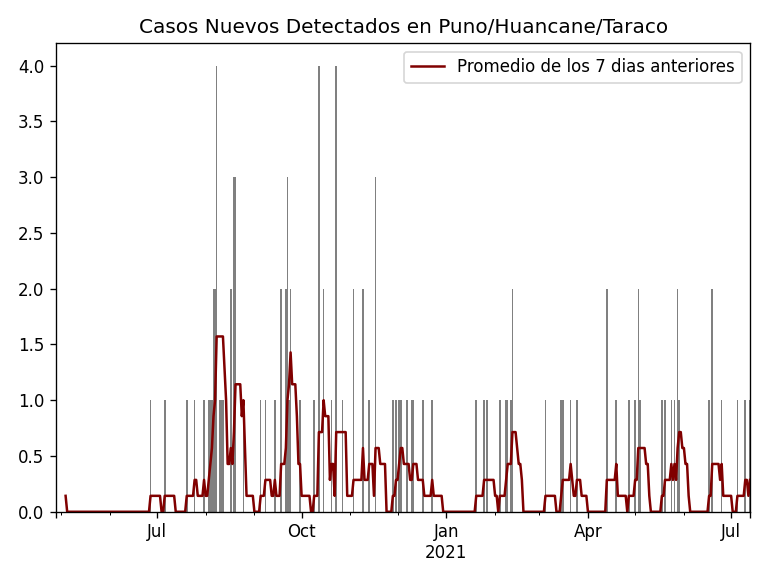 Casos Nuevos Detectados en Puno/Huancane/Taraco
Promedio de los 7 dias anteriores
4.0
3.5
3.0
2.5
2.0
1.5
1.0
0.5
0.0
Jul
Oct
Jan
2021
Apr
Jul